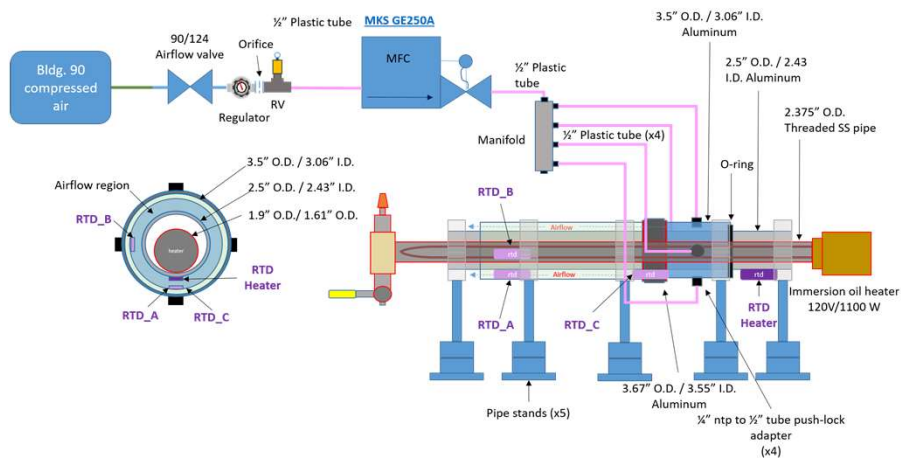 ½” Plastic tube
MKS GE250A
3.5” O.D. / 3.06” I.D.
Aluminum
90/124
Airflow valve
Orifice
MFC
½” Plastic
tube
2.5” O.D. / 2.43
I.D. Aluminum
Bldg. 90
compressed
air
RV
Regulator
Manifold
½” Plastic tube (x4)
2.375” O.D.
Threaded SS pipe
O-ring
3.5” O.D. / 3.06” I.D.
Airflow region
2.5” O.D. / 2.43” I.D.
RTD_B
1.9” O.D./ 1.61” O.D.
heater
RTD
Heater
RTD_A
RTD_C
RTD_B
Airflow
rtd
Airflow
rtd
rtd
rtd
RTD_A
RTD_C
RTD
Heater
Immersion oil heater
120V/1100 W
3.67” O.D. / 3.55” I.D.
Aluminum
Pipe stands (x5)
¼” ntp to ½” tube push-lock
adapter
(x4)